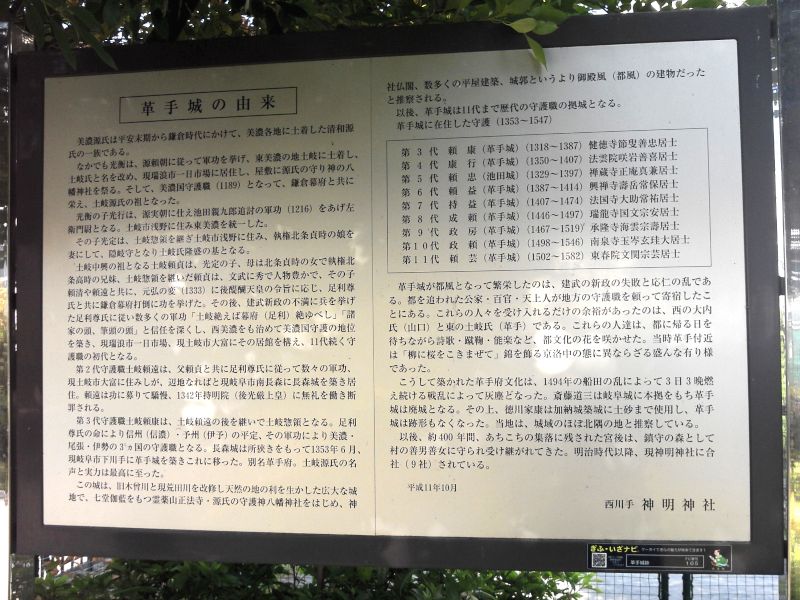 革手城の由来
美濃源氏は平安末期から鎌倉時代にかけて、美濃各地に土着した清和源
氏の一族である。
なかでも光衡は、源頼朝に従って軍功を挙げ、東美濃の地土岐に土着し、
土岐氏と名を改め、現瑞浪市一日市場に居住し、屋敷に源氏の守り神の八
幡神社を祭る。そして、美濃国守護職(1189)となって、鎌倉幕府と共に
栄え、土岐源氏の祖となった。
光衡の子光行は、源実朝に仕え池田親九郎追討の軍功(1216)をあげ左
衛門尉となる。土岐市浅野に住み東美濃を統一した。
その子光定は、土岐惣領を継ぎ土岐市浅野に住み、執権北条貞時の娘を
妻にして、隠岐守となり土岐氏隆盛の基となる。
土岐中興の祖となる土岐頼貞は、光定の子、母は北条貞時の女で執権北
条高時の兄妹、土岐惣領を継いだ頼貞は、文武に秀で人物豊かで、その子
頼清や頼遠と共に、元弘の変(1333)に後醍醐天皇の令旨に応じ、足利尊
氏と共に鎌倉幕府打倒に功を挙げた。その後、建武新政の不満に兵を挙げ
た足利尊氏に従い数多くの軍功「土岐絶えば幕府(足利)絶ゆべし」「諸
家の頭、筆頭の頭」と信任を深くし、西美濃をも治めて美濃国守護の地位
を築き、現瑞浪市一日市場、現土岐市大富にその居館を構え、11代続く守
護職の初代となる。
第2代守護職土岐頼遠は、父頼貞と共に足利尊氏に従って数々の軍功、
現土岐市大富に住みしが、辺地なればと現岐阜市南長森に長森城を築き居
住。頼遠は功に募りて驕慢、1342年持明院(後光厳上皇)に無礼を働き断
罪される。
第3代守護職土岐頼康は、土岐頼遠の後を継いで土岐惣領となる。足利
尊氏の命により信州(信濃)・予州(伊予)の平定、その軍功により美濃・
尾張・伊勢の3ヶ国の守護職となる。長森城は所狭きをもって1353年6月、
現岐阜市下川手に革手城を築きこれに移った。別名革手府。土岐源氏の名
声と実力は最高に至った。
この城は、旧木曽川と現荒田川を改修し天然の地の利を生かした広大な城
地で、七堂伽藍をもつ霊薬山正法寺・源氏の守護神八幡神社をはじめ、神
社仏閣、数多くの平屋建築、城郭というより御殿風(都風)の建物だった
と推察される。
以後、革手城は11代まで歴代の守護職の拠城となる。
革手城に在住した守護(1353〜1547)
第3代 頼康(革手城)(1318〜1387)健徳寺節叟善忠居士
第4代 康行(革手城)(1350〜1407)法雲院咲岩善喜居士
第5代 頼忠(池田城)(1329〜1397)禅蔵寺正庵真兼居士
第6代 頼益(革手城)(1387〜1414)興禅寺壽岳常保居士
第7代 持益(革手城)(1407〜1474)法国寺大助常祐居士
第8代 成頼(革手城)(1446〜1497)瑞龍寺国文宗安居士
第9代 政房(革手城)(1467〜1519)承隆寺海雲宗壽居士
第10代 政頼(革手城)(1498〜1546)南泉寺玉岑玄珪大居士
第11代 頼芸(革手城)(1502〜1582)東春院文関宗芸居士
革手城が都風となって繁栄したのは、建武の新政の失敗と応仁の乱であ
る。都を追われた公家・百官・天上人が地方の守護職を頼って寄宿したこ
とにある。これらの人々を受け入れるだけの余裕があったのは、西の大内
氏(山口)と東の土岐氏(革手)である。これらの人達は、都に帰る日を
待ちながら詩歌・蹴鞠・能楽など、都文化の花を咲かせた。当時革手付近
は「柳に桜をこきまぜて」錦を飾る京洛中の態に異ならざる盛んな有り様
であった。
こうして築かれた革手府文化は、1494年の船田の乱によって3日3晩燃
え続ける戦乱によって灰塵となった。斎藤道三は岐阜城に本拠をもち革手
城は廃城となる。その上、徳川家康は加納城築城に土砂まで使用し、革手
城は跡形もなくなった。当地は、城域のほぼ北隅の地と推察している。
以後、約400年間、あちこちの集落に残された宮後は、鎮守の森として
村の善男善女に守られ受け継がれてきた。明治時代以降、現神明神社に合
社(9社)されている。
平成11年10月
西川手 神明神社
ぎふ・いざナビ
革手城跡
105